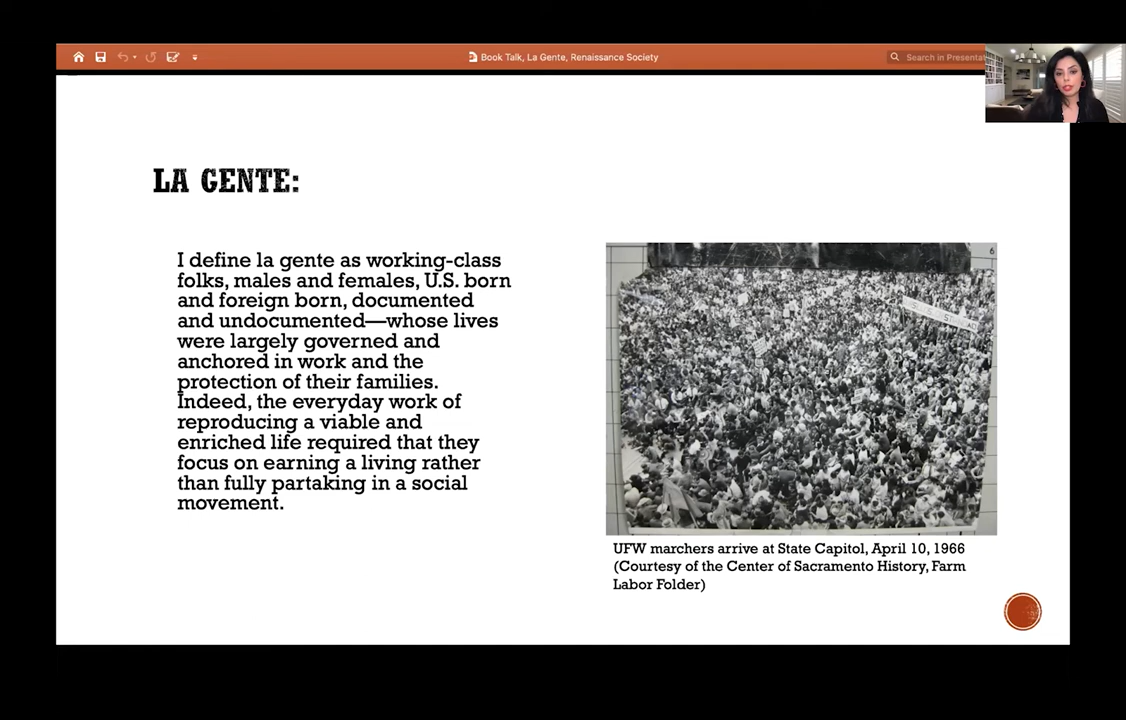 Book Talk, La Gente, Renaissance Society
Search in Presentat
LA GENTE:
I define la gente as working-class
folks, males and females, U.S. born
and foreign born, documented
and undocumented—whose lives
were largely governed and
anchored in work and the
protection of their families.
Indeed, the everyday work of
reproducing a viable and
enriched life required that they
focus on earning a living rather
than fully partaking in a social
movement.
6
UFW marchers arrive at State Capitol, April 10, 1966
(Courtesy of the Center of Sacramento History, Farm
Labor Folder)